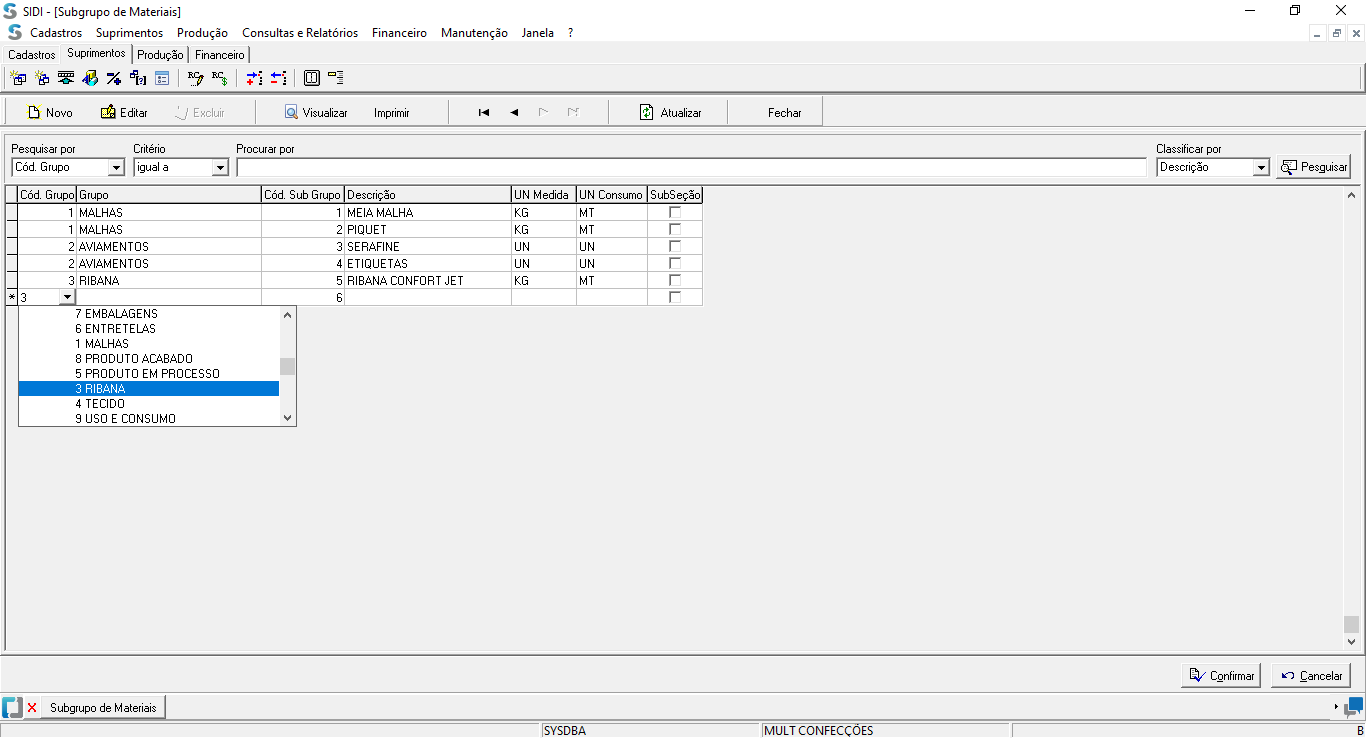 SIDI - [Subgrupo de Materiais]
Cadastros Suprimentos Produção Consultas e Relatórios Financeiro Manutenção Janela ?
Cadastros Suprimentos Produção Financeiro
Novo Editar Excluir Visualizar Imprimir Atualizar Fechar
Pesquisar por Critério Procurar por Classificar por
Cód. Grupo igual a Descrição Pesquisar
Cód. Grupo Grupo Cód. Sub Grupo Descrição UN Medida UN Consumo SubSeção
1 MALHAS 1 MEIA MALHA KG MT
1 MALHAS 2 PIQUET KG MT
2 AVIAMENTOS 3 SERAFINE UN UN
2 AVIAMENTOS 4 ETIQUETAS UN UN
3 RIBANA 5 RIBANA CONFORT JET KG MT
* 3 6
7 EMBALAGENS
6 ENTRETELAS
1 MALHAS
8 PRODUTO ACABADO
5 PRODUTO EM PROCESSO
3 RIBANA
4 TECIDO
9 USO E CONSUMO
Confirmar Cancelar
Subgrupo de Materiais
SYSDBA MULT CONFECÇÕES B